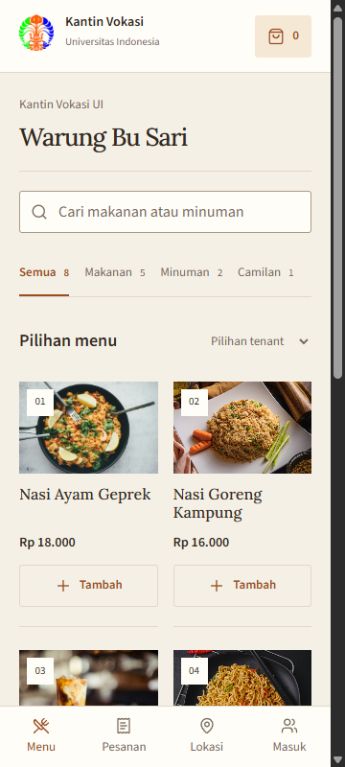 Kantin Vokasi
Universitas Indonesia
0
Kantin Vokasi UI
Warung Bu Sari
Cari makanan atau minuman
Semua 8 Makanan 5 Minuman 2 Camilan 1
Pilihan menu
Pilihan tenant
01
02
Nasi Ayam Geprek
Nasi Goreng
Kampung
Rp 18.000
Rp 16.000
Tambah
Tambah
03
04
Menu
Pesanan
Lokasi
Masuk